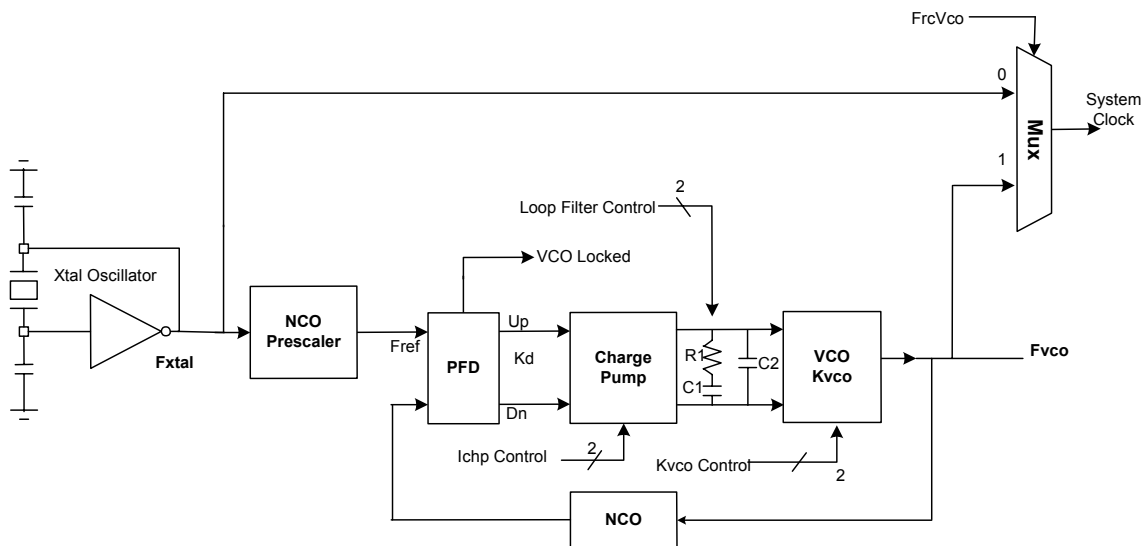 FrcVco
0
System
Clock
Mux
1
2
Loop Filter Control
VCO Locked
Xtal Oscillator
NCO
Prescaler
Fxtal
Fref
PFD
Up
Kd
Dn
Charge
Pump
R1
C1
C2
VCO
Kvco
Fvco
Ichp Control
2
Kvco Control
2
NCO